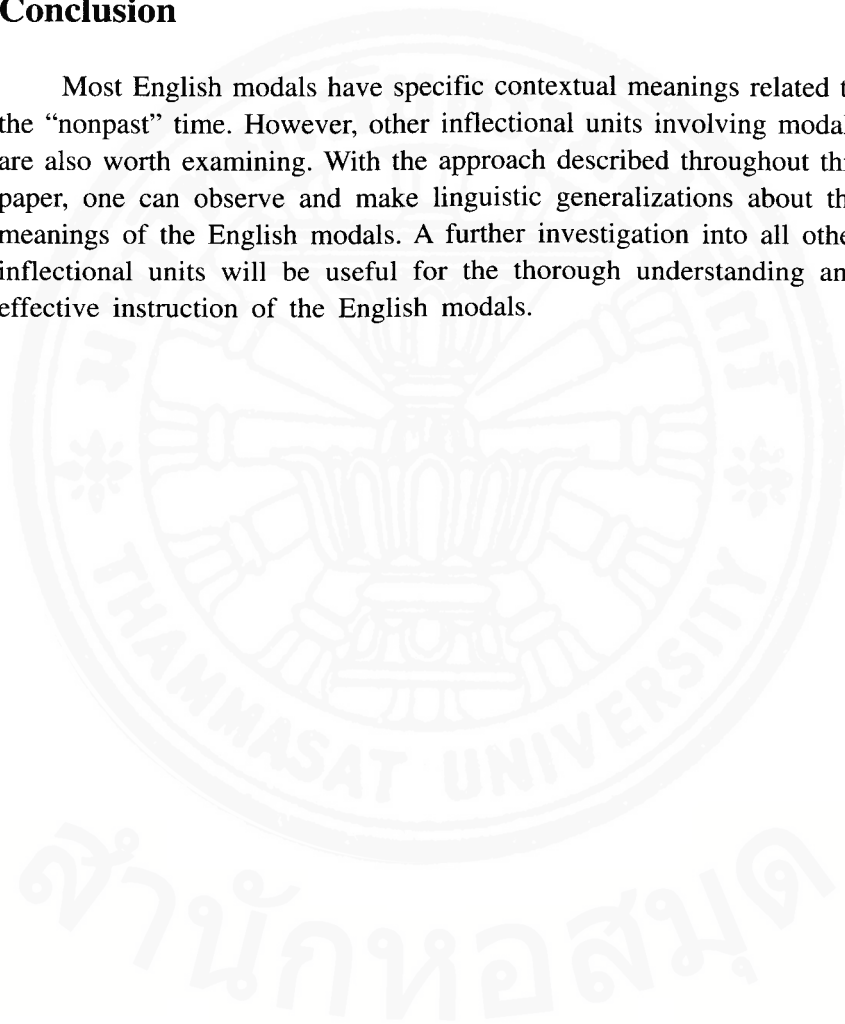 Conclusion
Most English modals have specific contextual meanings related t
the “nonpast” time. However, other inflectional units involving modal
are also worth examining. With the approach described throughout thi
paper, one can observe and make linguistic generalizations about th
meanings of the English modals. A further investigation into all othe
inflectional units will be useful for the thorough understanding an
effective instruction of the English modals.
THAMMASAT UNIVERSITY
สำนักหอสมุด